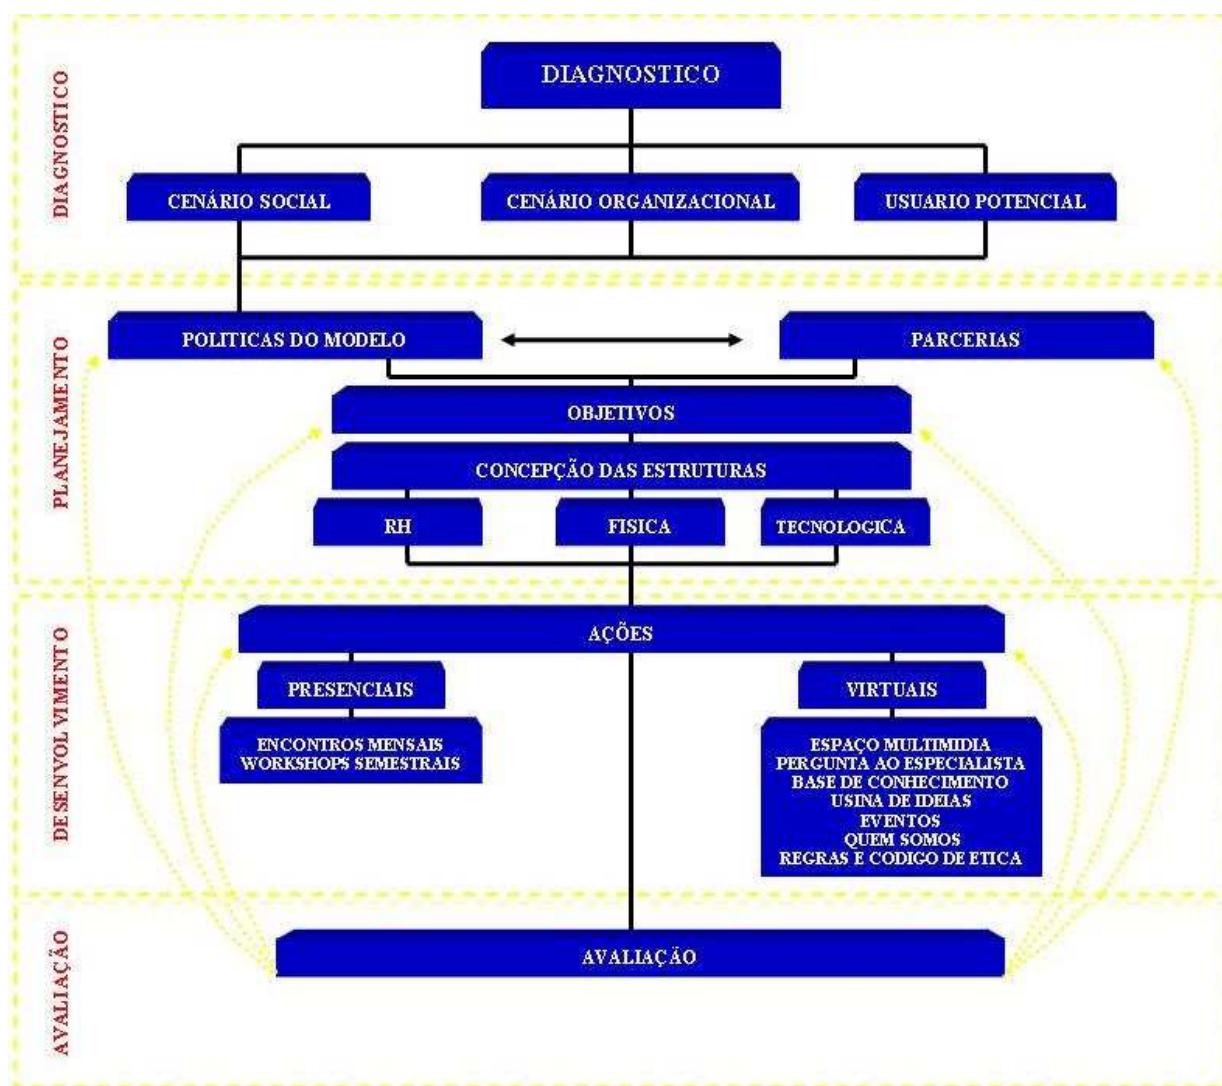 DIAGNOSTICO
DIAGNOSTICO
CENÁRIO SOCIAL
CENÁRIO ORGANIZACIONAL
USUARIO POTENCIAL
PLANEJAMENTO
POLITICAS DO MODELO
PARCERIAS
OBJETIVOS
CONCEPÇÃO DAS ESTRUTURAS
RH
FISICA
TECNOLOGICA
DESENVOLVIMENTO
AÇÕES
PRESENCIAIS
VIRTUAIS
ENCONTROS MENSAIS
WORKSHOPS SEMESTRAIS
ESPAÇO MULTIMIDIA
PERGUNTA AO ESPECIALISTA
BASE DE CONHECIMENTO
USINA DE IDEIAS
EVENTOS
QUEM SOMOS
REGRAS E CODIGO DE ETICA
AVALIAÇÃO
AVALIAÇÃO